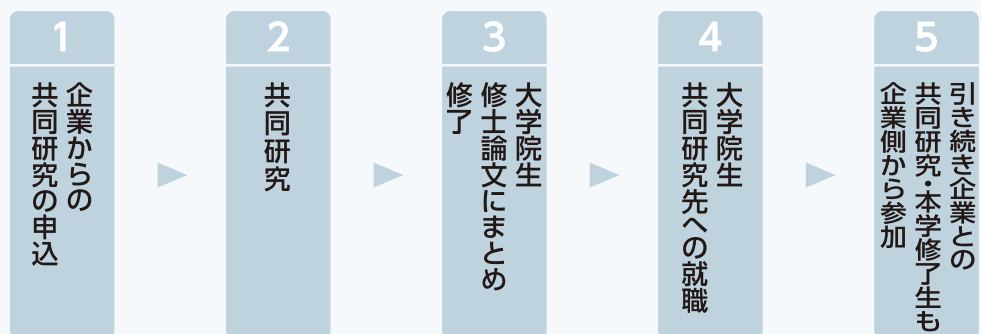 1
企業からの
共同研究の申込
2
共同研究
3
大学院生
修士論文にまとめ
修了
4
大学院生
共同研究先への就職
5
引き続き企業との
共同研究・本学修了生も
企業側から参加